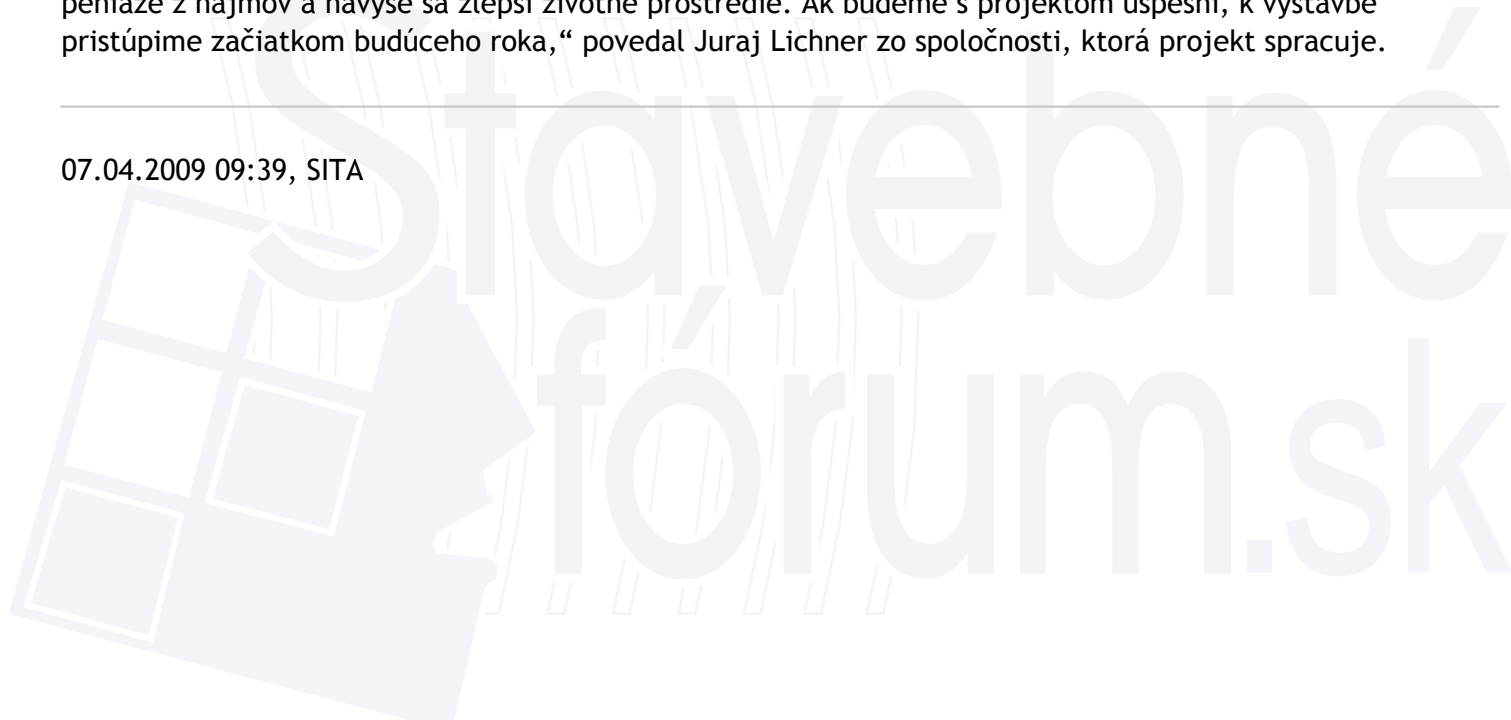 peniaze z nájmov a navyše sa zlepší životné prostredie. Ak budeme s projektom úspešní, k výstavbe
pristúpime začiatkom budúceho roka,“ povedal Juraj Lichner zo spoločnosti, ktorá projekt spracuje.
07.04.2009 09:39, SITA
Stavebné
fórum.sk